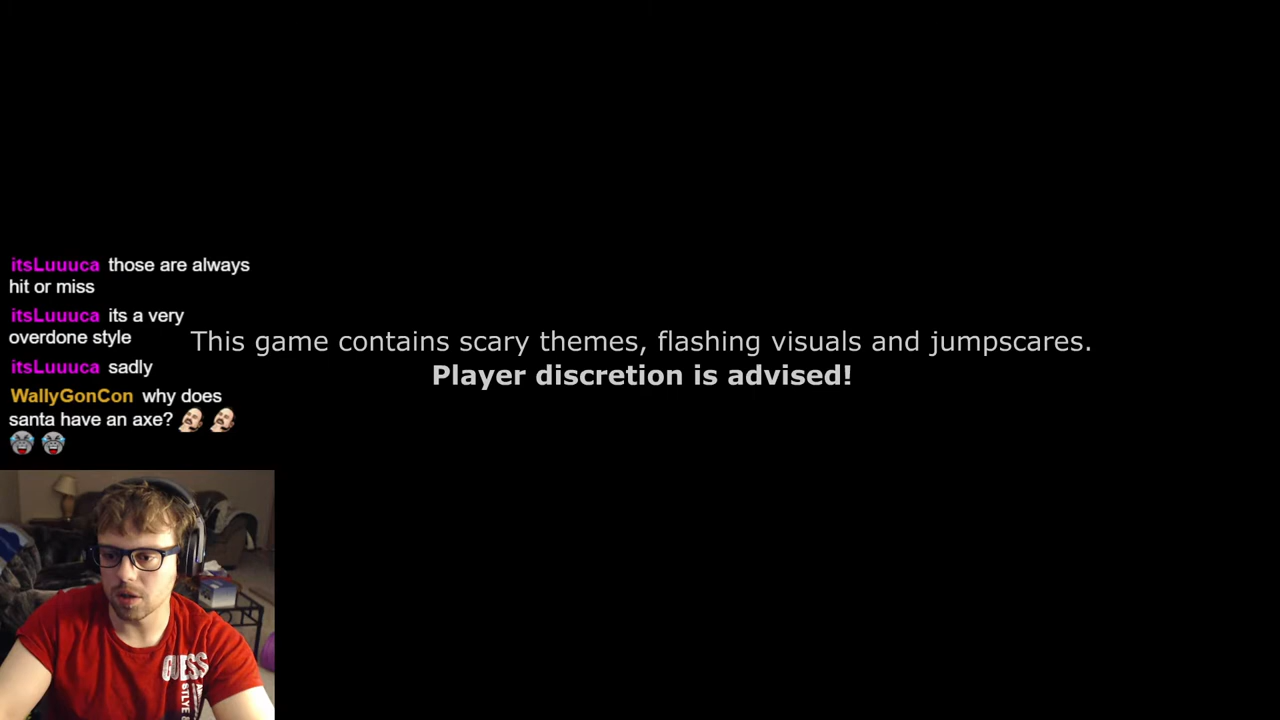 itsLuuuca those are always
hit or miss
itsLuuuca its a very
overdone style
itsLuuuca sadly
WallyGonCon why does
santa have an axe?
This game contains scary themes, flashing visuals and jumpscares.
Player discretion is advised!
GUESS